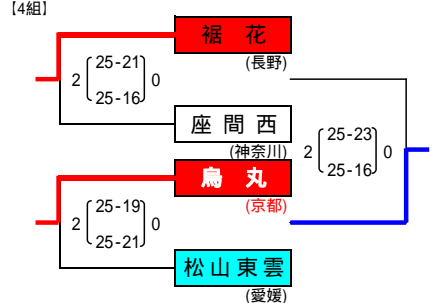 【4組】
裾花
(長野)
2 25-21 0
25-16
座間西
(神奈川)
2 25-23 0
25-16
烏丸
(京都)
2 25-19 0
25-21
松山東雲
(愛媛)